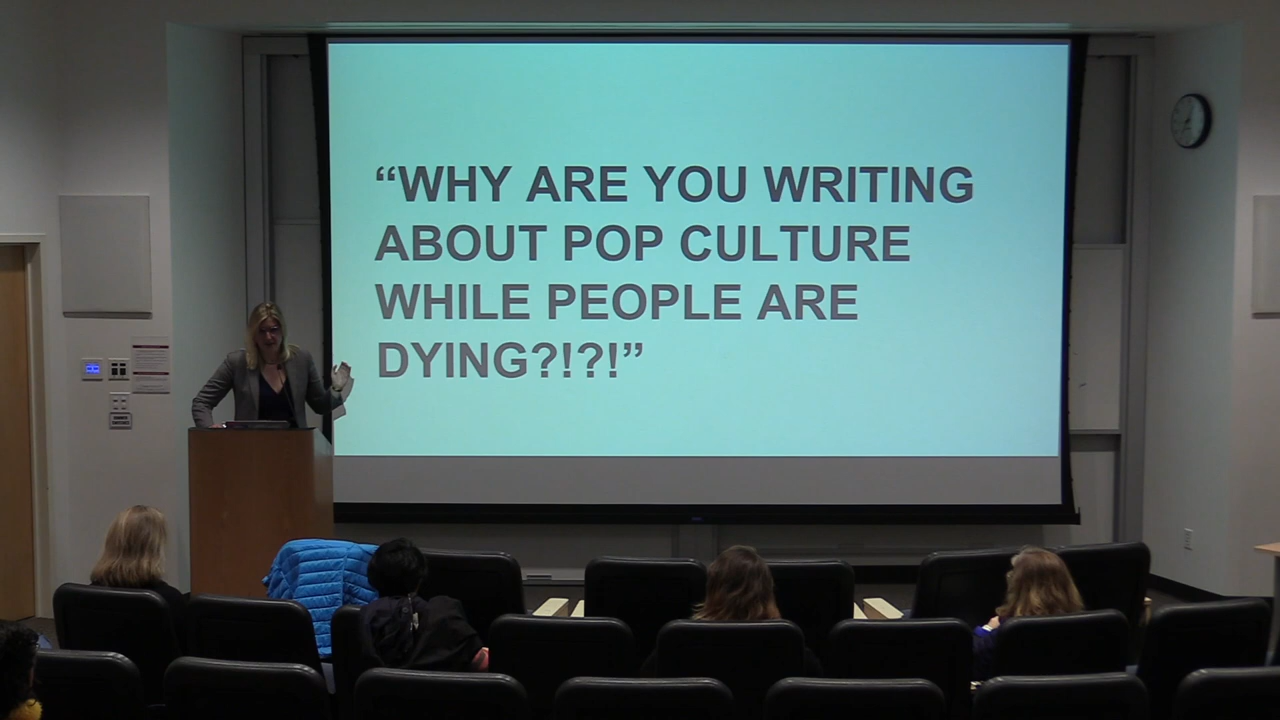 “WHY ARE YOU WRITING
ABOUT POP CULTURE
WHILE PEOPLE ARE
DYING?!?!”